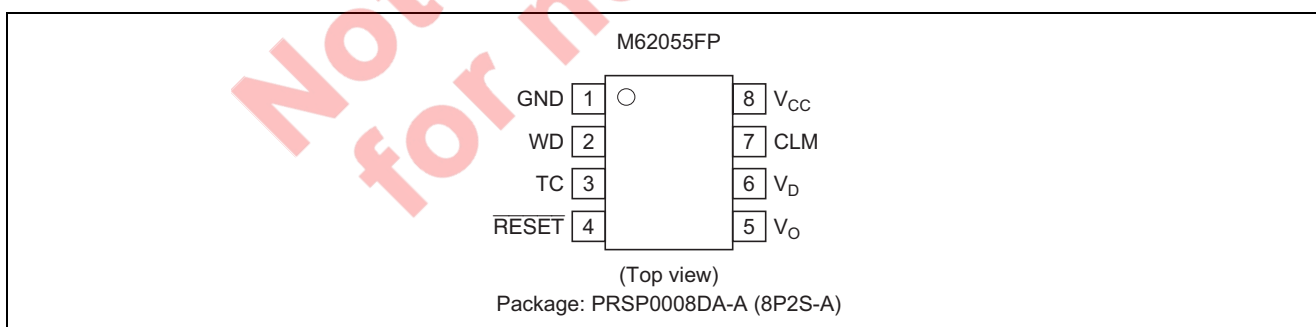 Not
for n
M62055FP
GND 1 8 VCC
WD 2 7 CLM
TC 3 6 VD
RESET 4 5 VO
(Top view)
Package: PRSP0008DA-A (8P2S-A)